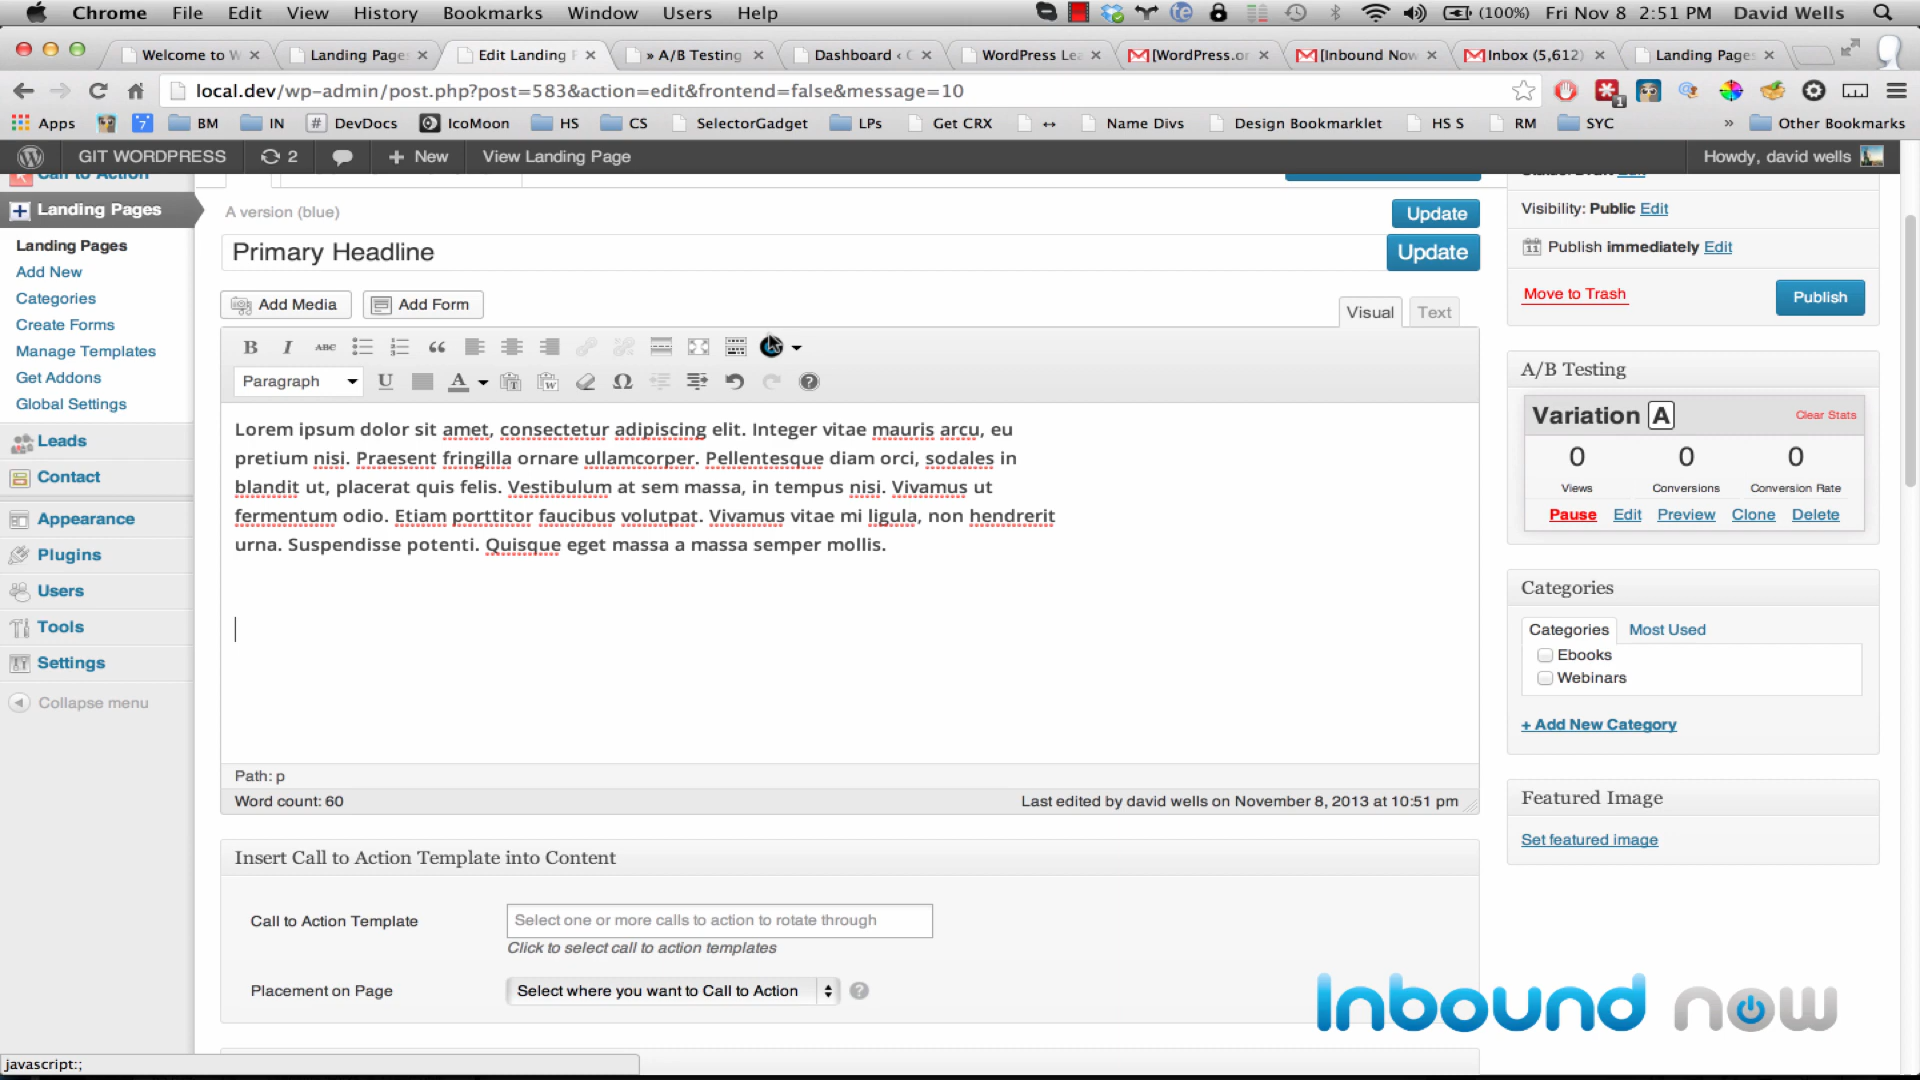 Chrome File Edit View History Bookmarks Window Users Help (100%) Fri Nov 8 2:51 PM David Wells
Welcome to W Landing Page Edit Landing P » A/B Testing Dashboard ‹ WordPress Le [WordPress.or [Inbound Now Inbox (5,612) Landing Page
local.dev/wp-admin/post.php?post=583&action=edit&frontend=false&message=10
Apps 7 BM IN # DevDocs IcoMoon HS CS SelectorGadget LPs Get CRX ↔ Name Divs Design Bookmarklet HS S RM SYC » Other Bookmarks
GIT WORDPRESS 2 New View Landing Page Howdy, david wells
Call to Action
Landing Pages
Landing Pages
Add New
Categories
Create Forms
Manage Templates
Get Addons
Global Settings
Leads
Contact
Appearance
Plugins
Users
Tools
Settings
Collapse menu
A version (blue)
Update
Primary Headline
Update
Add Media Add Form
Visual Text
B I ABC
Paragraph U A T W Ω ?
Lorem ipsum dolor sit amet, consectetur adipiscing elit. Integer vitae mauris arcu, eu
pretium nisi. Praesent fringilla ornare ullamcorper. Pellentesque diam orci, sodales in
blandit ut, placerat quis felis. Vestibulum at sem massa, in tempus nisi. Vivamus ut
fermentum odio. Etiam porttitor faucibus volutpat. Vivamus vitae mi ligula, non hendrerit
urna. Suspendisse potenti. Quisque eget massa a massa semper mollis.
Path: p
Word count: 60
Last edited by david wells on November 8, 2013 at 10:51 pm
Insert Call to Action Template into Content
Call to Action Template
Select one or more calls to action to rotate through
Click to select call to action templates
Placement on Page
Select where you want to Call to Action
?
Status: Draft Edit
Visibility: Public Edit
11 Publish immediately Edit
Move to Trash
Publish
A/B Testing
Variation A
Clear Stats
0 0 0
Views Conversions Conversion Rate
Pause Edit Preview Clone Delete
Categories
Categories Most Used
Ebooks
Webinars
+ Add New Category
Featured Image
Set featured image
Inbound now
javascript:;